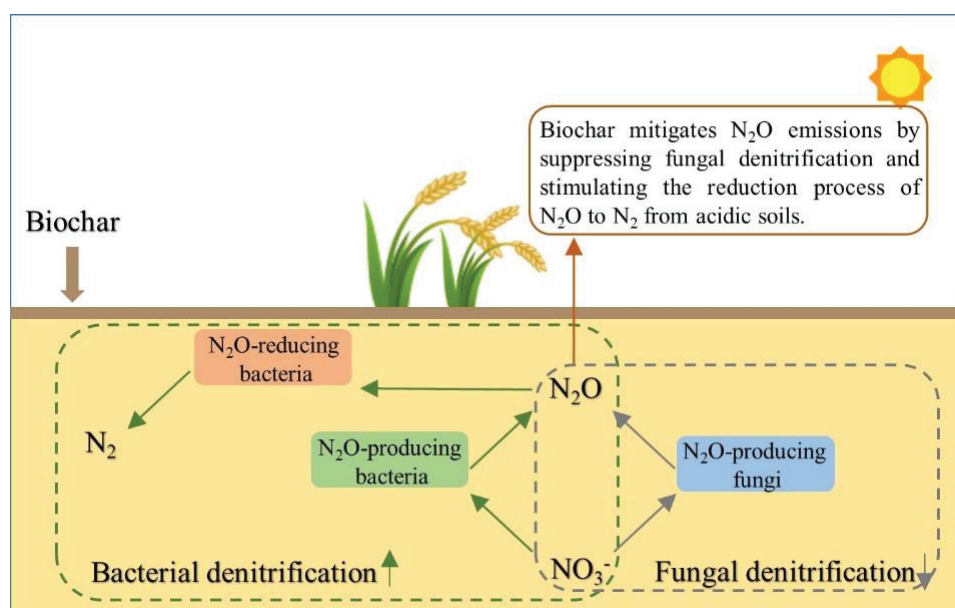 Biochar mitigates N₂O emissions by
suppressing fungal denitrification and
stimulating the reduction process of
N₂O to N₂ from acidic soils.
Biochar
N₂O-reducing
bacteria
N₂O
N₂
N₂O-producing
bacteria
N₂O-producing
fungi
Bacterial denitrification
NO₃⁻
Fungal denitrification